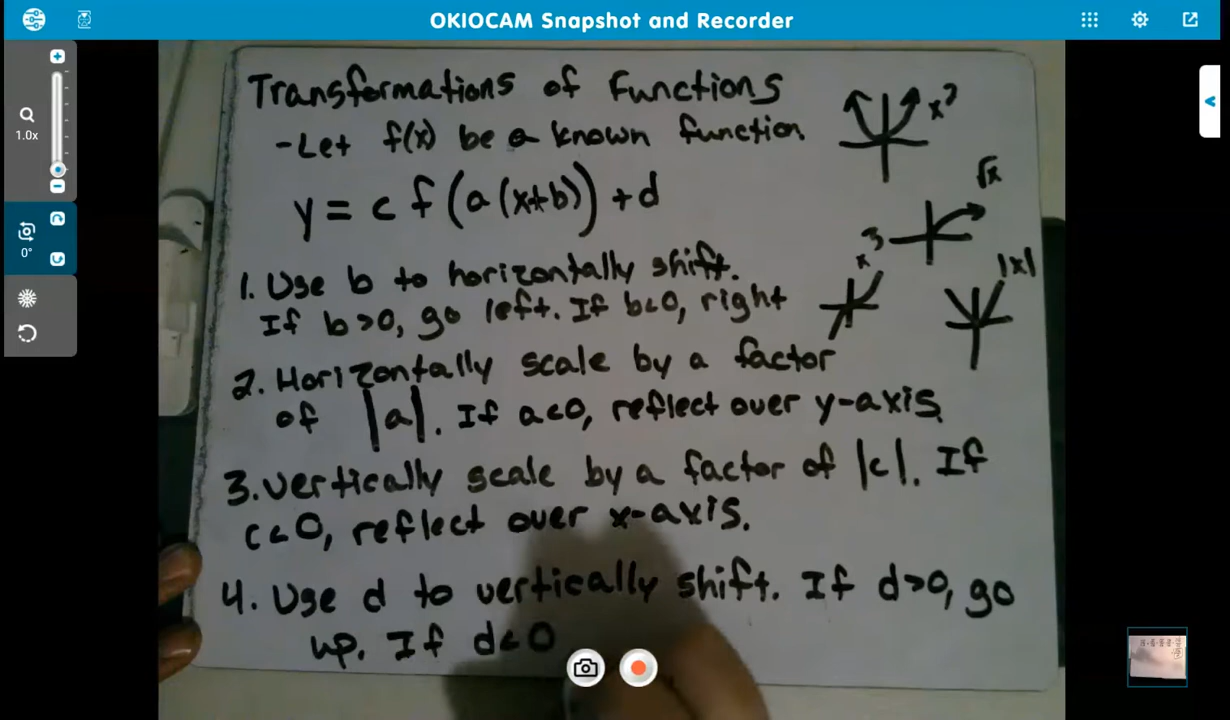 OKIOCAM Snapshot and Recorder
1.0x
0°
Transformations of Functions
-Let f(x) be a known function
y = c f(a(x+b)) + d
1. Use b to horizontally shift.
If b>0, go left. If b<0, right
2. Horizontally scale by a factor
of |a|. If a<0, reflect over y-axis.
3. Vertically scale by a factor of |c|. If
c<0, reflect over x-axis.
4. Use d to vertically shift. If d>0, go
up. If d<0
x²
√x
x³
|x|